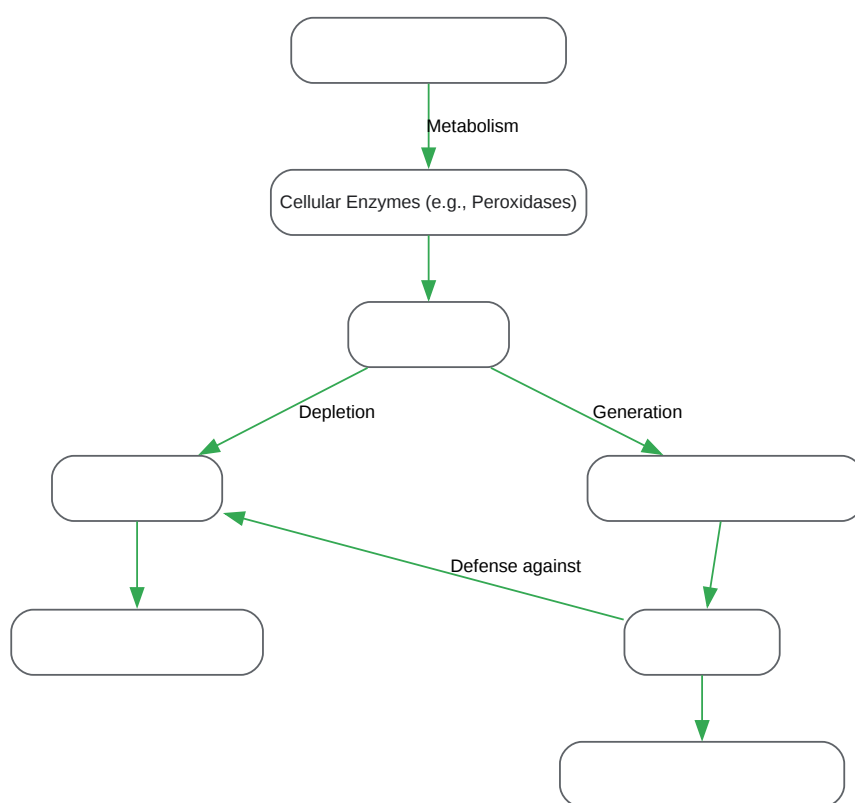 Metabolism
Cellular Enzymes (e.g., Peroxidases)
Depletion
Generation
Defense against